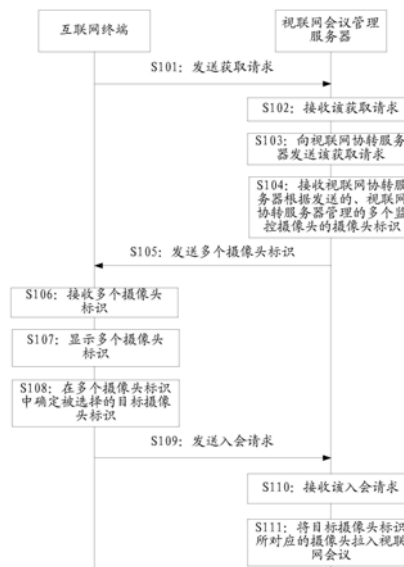 互联网终端
视联网会议管理
服务器
S101：发送获取请求
S102：接收该获取请求
S103：向视联网协转服务
器发送该获取请求
S104：接收视联网协转服
务器根据发送的、视联网
协转服务器管理的多个监
控摄像头的摄像头标识
S105：发送多个摄像头标识
S106：接收多个摄像头
标识
S107：显示多个摄像头
标识
S108：在多个摄像头标识
中确定被选择的目标摄像
头标识
S109：发送入会请求
S110：接收该入会请求
S111：将目标摄像头标识
所对应的摄像头拉入视联
网会议